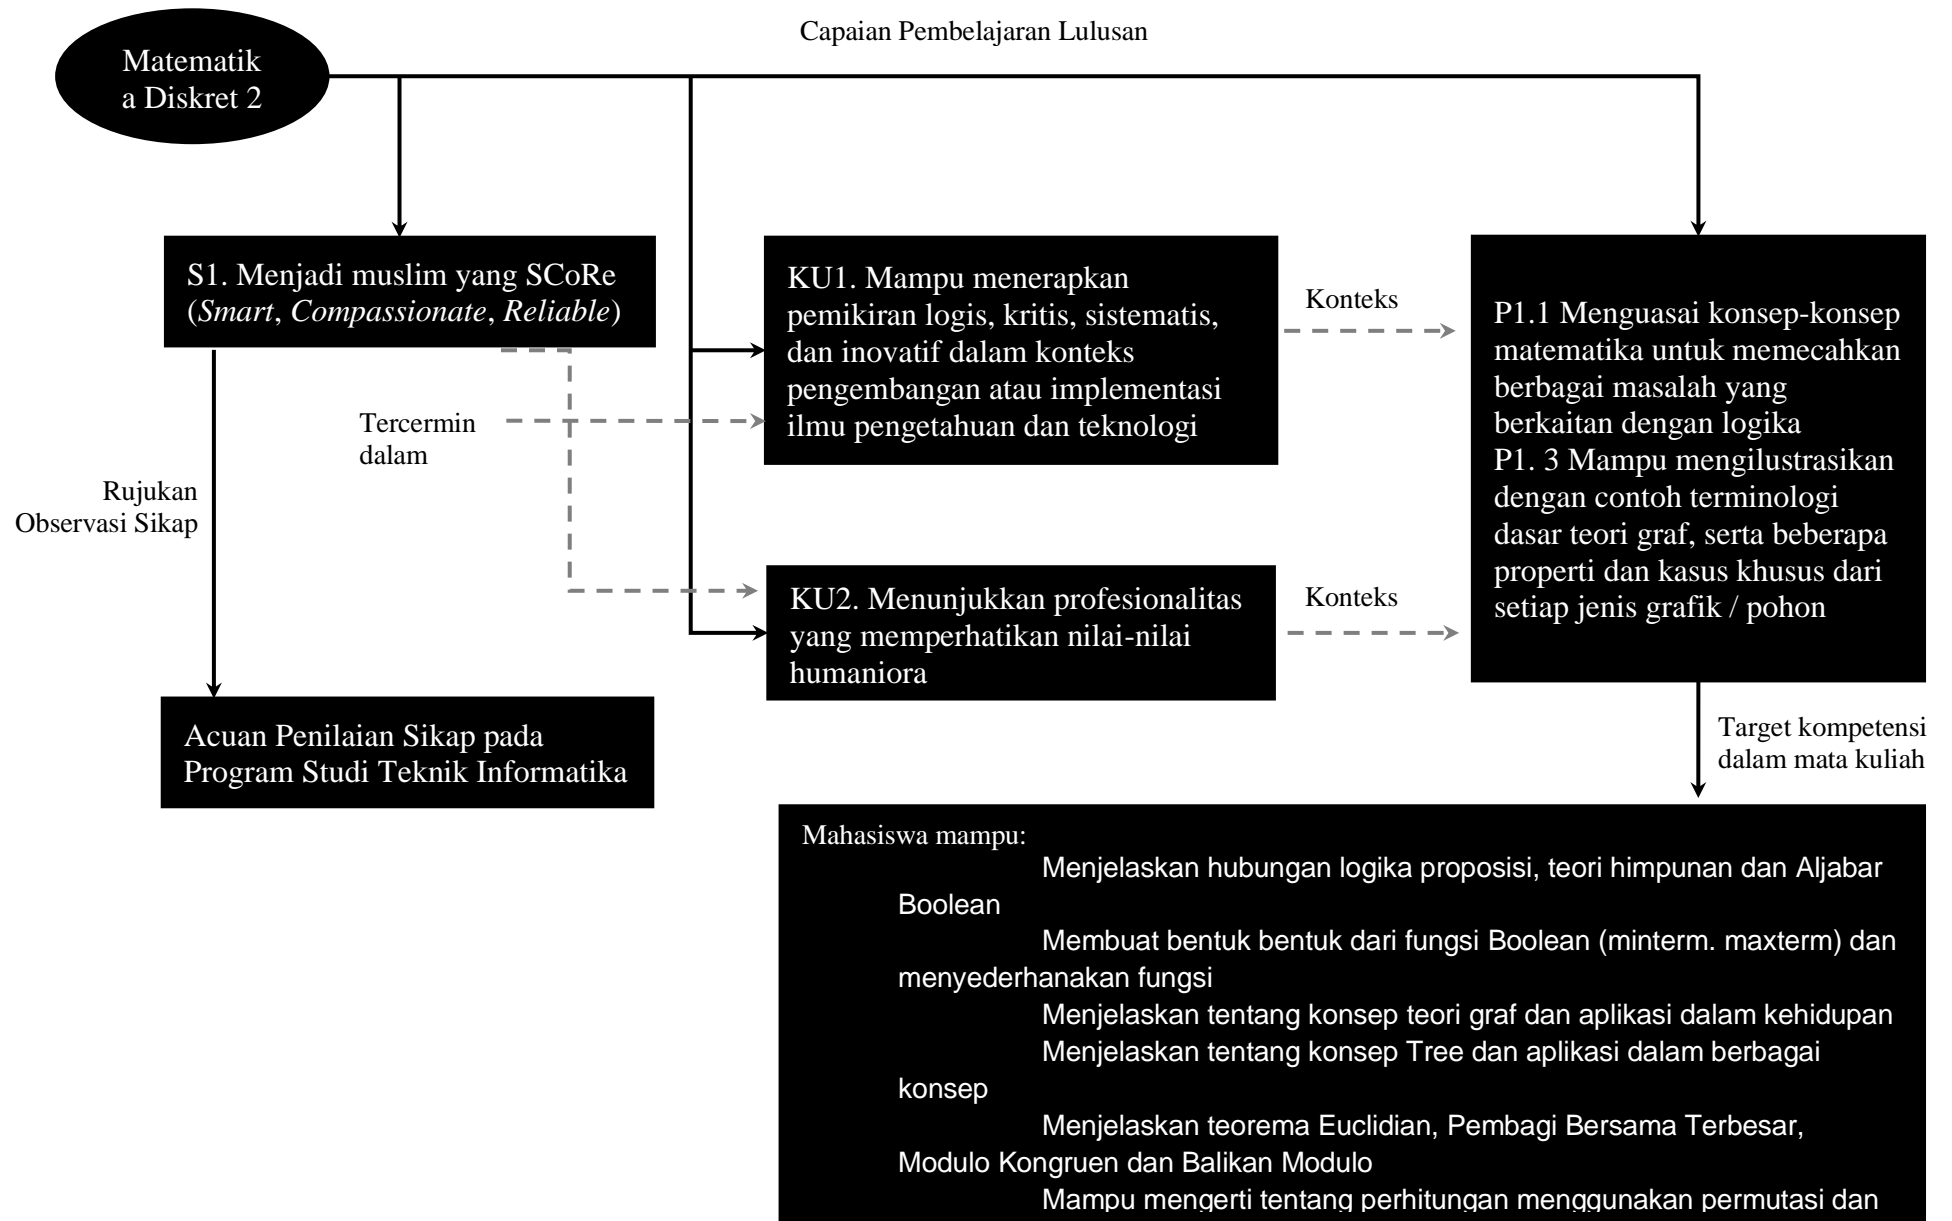 Capaian Pembelajaran Lulusan
Matematik
a Diskret 2
S1. Menjadi muslim yang SCoRe
(Smart, Compassionate, Reliable)
KU1. Mampu menerapkan
pemikiran logis, kritis, sistematis,
dan inovatif dalam konteks
pengembangan atau implementasi
ilmu pengetahuan dan teknologi
Konteks
P1.1 Menguasai konsep-konsep
matematika untuk memecahkan
berbagai masalah yang
berkaitan dengan logika
P1. 3 Mampu mengilustrasikan
dengan contoh terminologi
dasar teori graf, serta beberapa
properti dan kasus khusus dari
setiap jenis grafik / pohon
Tercermin
dalam
Rujukan
Observasi Sikap
KU2. Menunjukkan profesionalitas
yang memperhatikan nilai-nilai
humaniora
Konteks
Acuan Penilaian Sikap pada
Program Studi Teknik Informatika
Target kompetensi
dalam mata kuliah
Mahasiswa mampu:
Menjelaskan hubungan logika proposisi, teori himpunan dan Aljabar
Boolean
Membuat bentuk bentuk dari fungsi Boolean (minterm. maxterm) dan
menyederhanakan fungsi
Menjelaskan tentang konsep teori graf dan aplikasi dalam kehidupan
Menjelaskan tentang konsep Tree dan aplikasi dalam berbagai
konsep
Menjelaskan teorema Euclidian, Pembagi Bersama Terbesar,
Modulo Kongruen dan Balikan Modulo
Mampu mengerti tentang perhitungan menggunakan permutasi dan